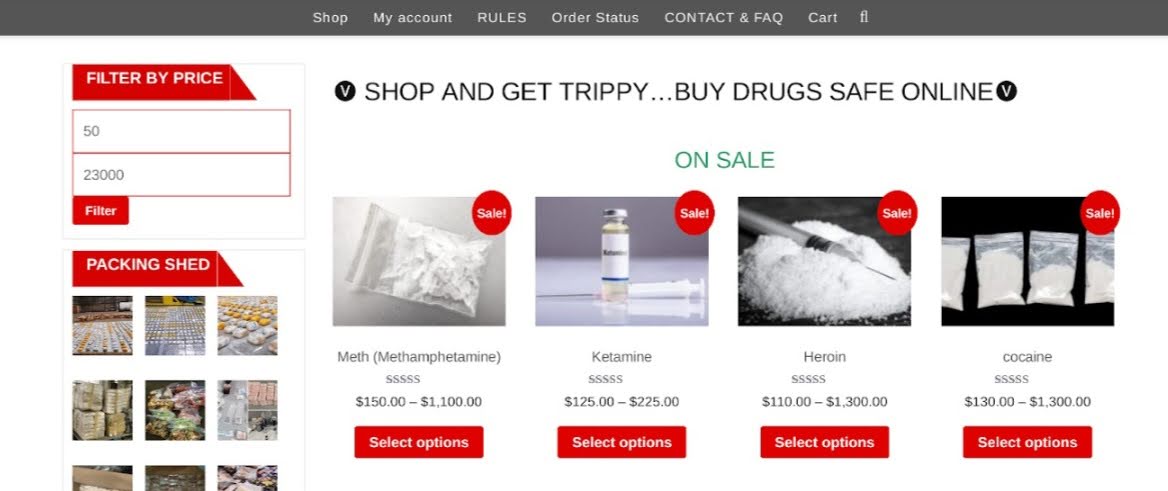 Shop My account RULES Order Status CONTACT & FAQ Cart ﬂ
FILTER BY PRICE
50
23000
Filter
PACKING SHED
V SHOP AND GET TRIPPY…BUY DRUGS SAFE ONLINE V
ON SALE
Sale! Sale! Sale! Sale!
Ketamine
Meth (Methamphetamine) Ketamine Heroin cocaine
SSSSS SSSSS SSSSS SSSSS
$150.00 – $1,100.00 $125.00 – $225.00 $110.00 – $1,300.00 $130.00 – $1,300.00
Select options Select options Select options Select options